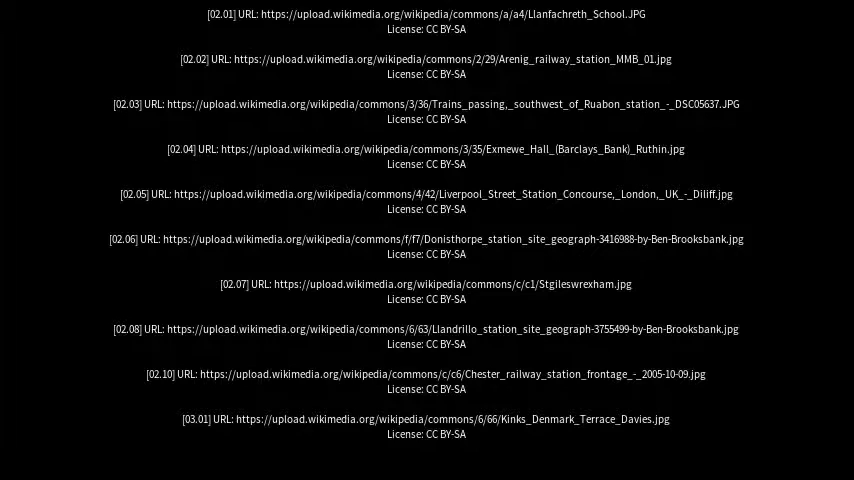 [02.01] URL: https://upload.wikimedia.org/wikipedia/commons/a/a4/Llanfachreth_School.JPG
License: CC BY-SA
[02.02] URL: https://upload.wikimedia.org/wikipedia/commons/2/29/Arenig_railway_station_MMB_01.jpg
License: CC BY-SA
[02.03] URL: https://upload.wikimedia.org/wikipedia/commons/3/36/Trains_passing,_southwest_of_Ruabon_station_-_DSC05637.JPG
License: CC BY-SA
[02.04] URL: https://upload.wikimedia.org/wikipedia/commons/3/35/Exmewe_Hall_(Barclays_Bank)_Ruthin.jpg
License: CC BY-SA
[02.05] URL: https://upload.wikimedia.org/wikipedia/commons/4/42/Liverpool_Street_Station_Concourse,_London,_UK_-_Diliff.jpg
License: CC BY-SA
[02.06] URL: https://upload.wikimedia.org/wikipedia/commons/f/f7/Donisthorpe_station_site_geograph-3416988-by-Ben-Brooksbank.jpg
License: CC BY-SA
[02.07] URL: https://upload.wikimedia.org/wikipedia/commons/c/c1/Stgileswrexham.jpg
License: CC BY-SA
[02.08] URL: https://upload.wikimedia.org/wikipedia/commons/6/63/Llandrillo_station_site_geograph-3755499-by-Ben-Brooksbank.jpg
License: CC BY-SA
[02.10] URL: https://upload.wikimedia.org/wikipedia/commons/c/c6/Chester_railway_station_frontage_-_2005-10-09.jpg
License: CC BY-SA
[03.01] URL: https://upload.wikimedia.org/wikipedia/commons/6/66/Kinks_Denmark_Terrace_Davies.jpg
License: CC BY-SA